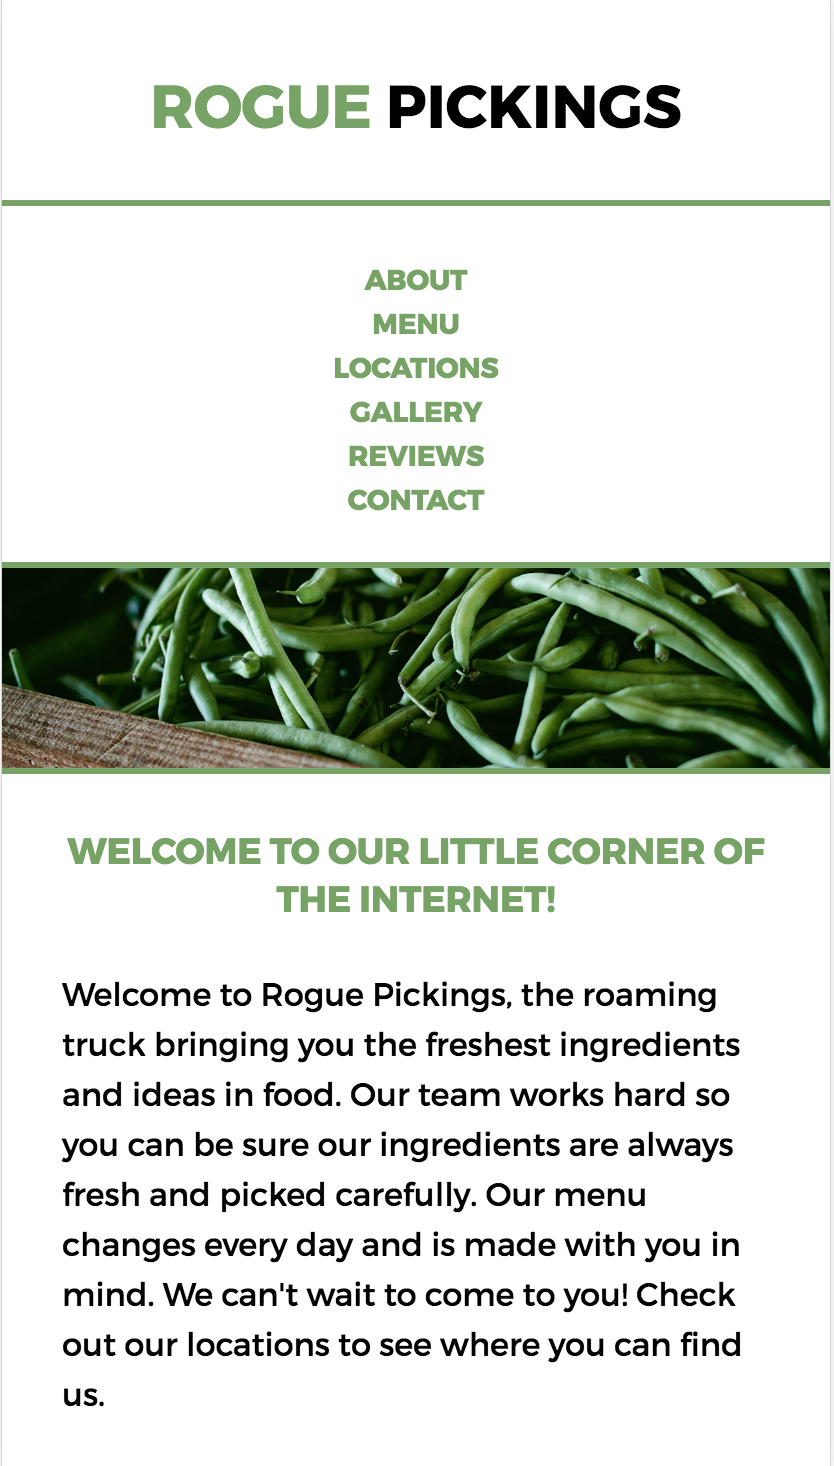 ROGUE PICKINGS
ABOUT
MENU
LOCATIONS
GALLERY
REVIEWS
CONTACT
WELCOME TO OUR LITTLE CORNER OF
THE INTERNET!
Welcome to Rogue Pickings, the roaming
truck bringing you the freshest ingredients
and ideas in food. Our team works hard so
you can be sure our ingredients are always
fresh and picked carefully. Our menu
changes every day and is made with you in
mind. We can't wait to come to you! Check
out our locations to see where you can find
us.